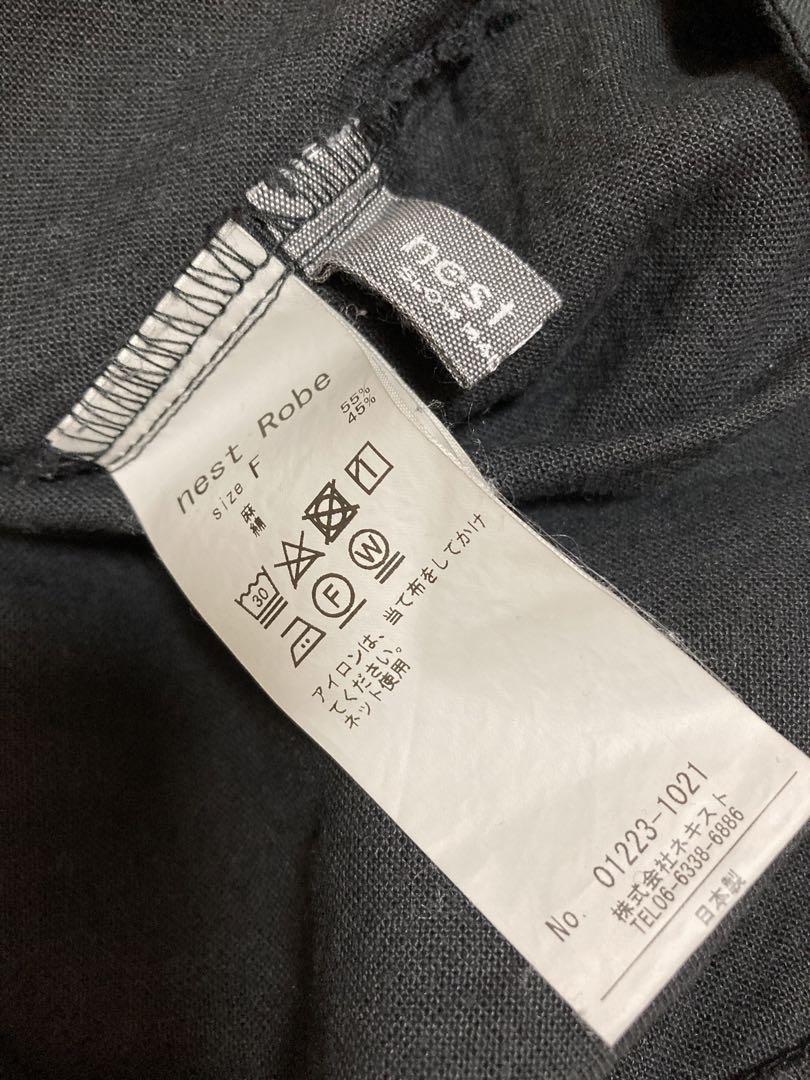 nest
nest Robe
size F
麻 55%
綿 45%
30
F
W
アイロンは、当て布をしてかけ
てください。
ネット使用
No. 01223-1021
株式会社ネキスト
TEL06-6338-6886
日本製